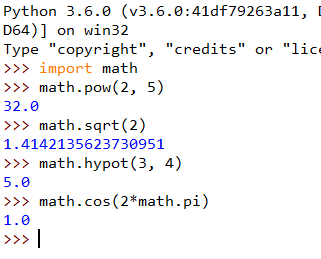 Python 3.6.0 (v3.6.0:41df79263a11, D
D64)] on win32
Type "copyright", "credits" or "lice
>>> import math
>>> math.pow(2, 5)
32.0
>>> math.sqrt(2)
1.4142135623730951
>>> math.hypot(3, 4)
5.0
>>> math.cos(2*math.pi)
1.0
>>>